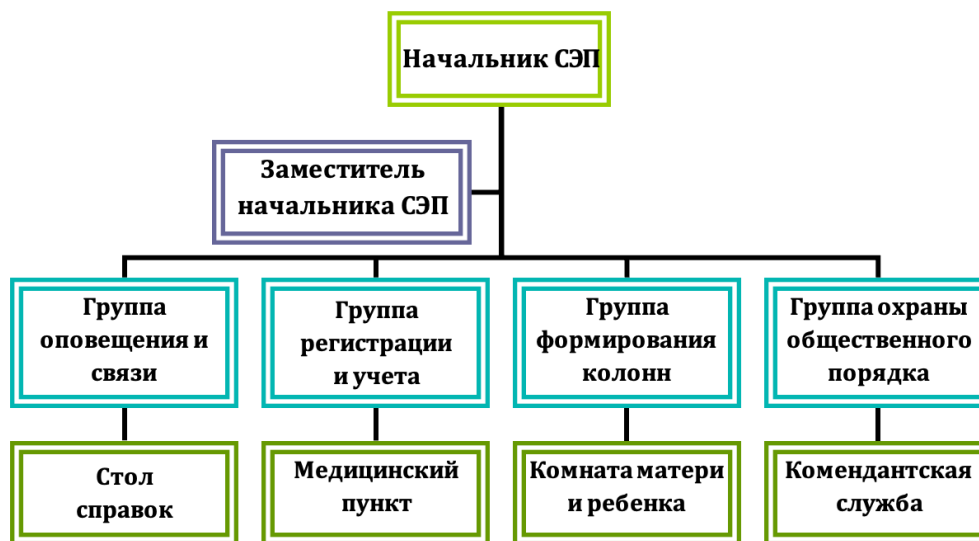 Начальник СЭП
Заместитель
начальника СЭП
Группа
оповещения и
связи
Группа
регистрации
и учета
Группа
формирования
колонн
Группа охраны
общественного
порядка
Стол
справок
Медицинский
пункт
Комната матери
и ребенка
Комендантская
служба